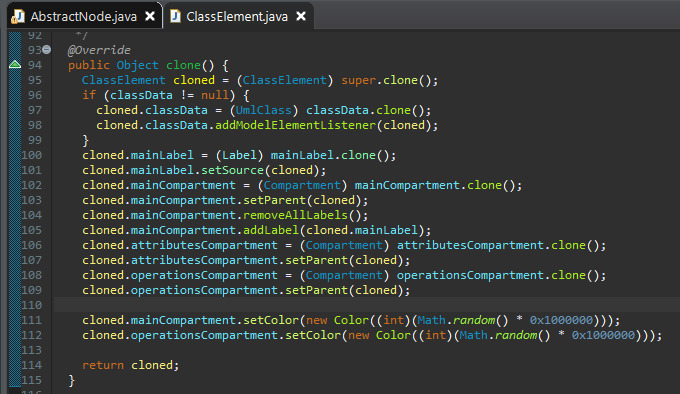 AbstractNode.java ClassElement.java
92 */
93 @Override
94 public Object clone() {
95 ClassElement cloned = (ClassElement) super.clone();
96 if (classData != null) {
97 cloned.classData = (UmlClass) classData.clone();
98 cloned.classData.addModelElementListener(cloned);
99 }
100 cloned.mainLabel = (Label) mainLabel.clone();
101 cloned.mainLabel.setSource(cloned);
102 cloned.mainCompartment = (Compartment) mainCompartment.clone();
103 cloned.mainCompartment.setParent(cloned);
104 cloned.mainCompartment.removeAllLabels();
105 cloned.mainCompartment.addLabel(cloned.mainLabel);
106 cloned.attributesCompartment = (Compartment) attributesCompartment.clone();
107 cloned.attributesCompartment.setParent(cloned);
108 cloned.operationsCompartment = (Compartment) operationsCompartment.clone();
109 cloned.operationsCompartment.setParent(cloned);
110
111 cloned.mainCompartment.setColor(new Color((int)(Math.random() * 0x1000000)));
112 cloned.operationsCompartment.setColor(new Color((int)(Math.random() * 0x1000000)));
113
114 return cloned;
115 }
116